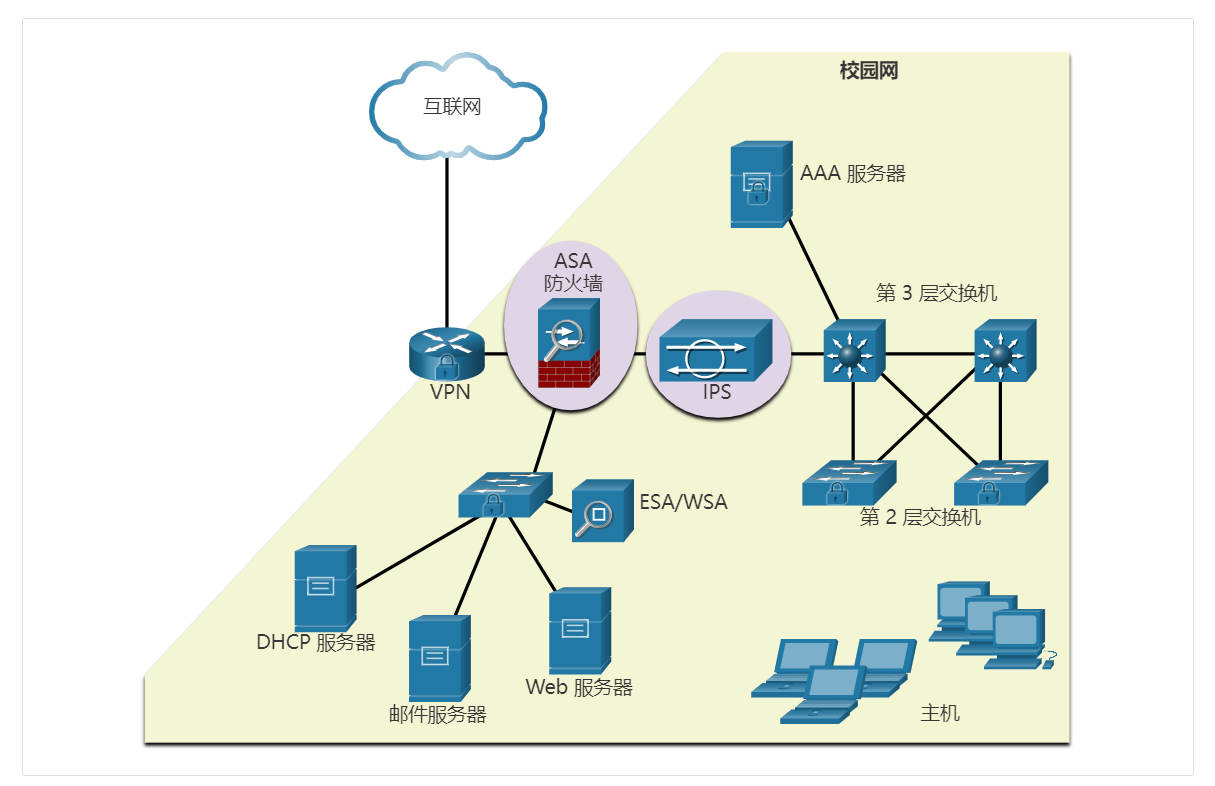 校园网
互联网
AAA 服务器
ASA
防火墙
第 3 层交换机
VPN
IPS
ESA/WSA
第 2 层交换机
DHCP 服务器
Web 服务器
邮件服务器
主机